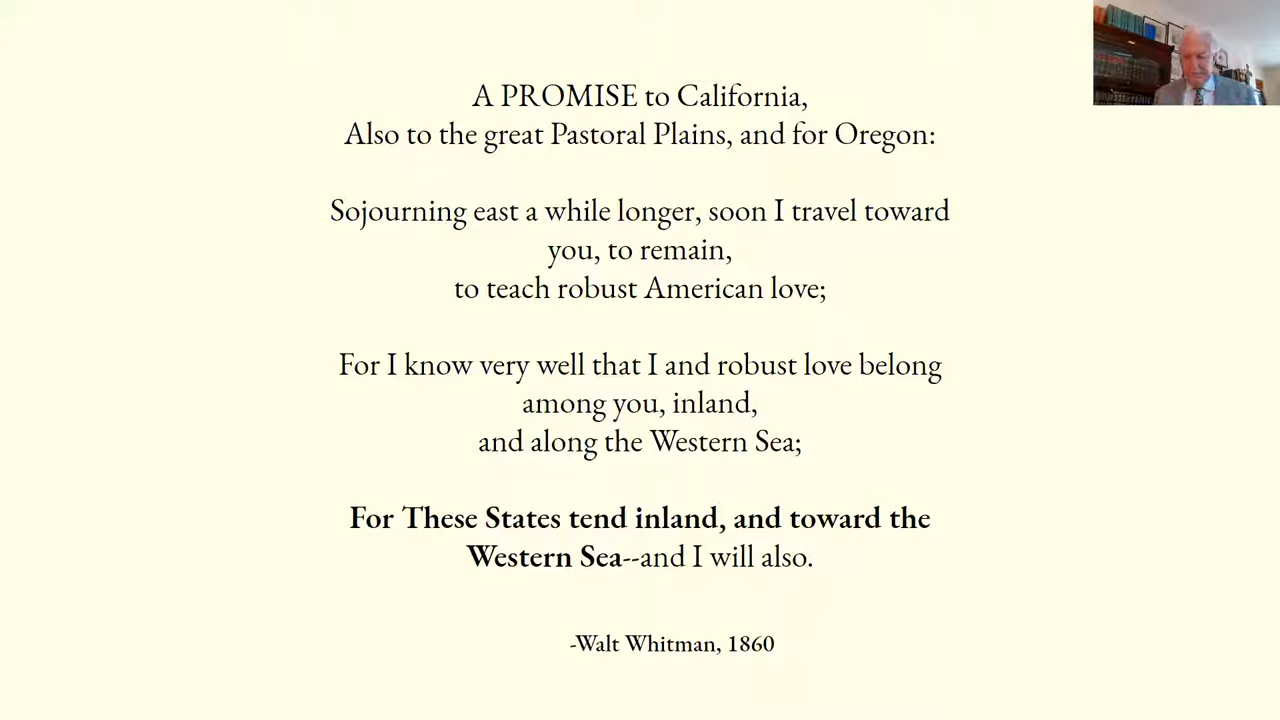 A PROMISE to California,
Also to the great Pastoral Plains, and for Oregon:
Sojourning east a while longer, soon I travel toward
you, to remain,
to teach robust American love;
For I know very well that I and robust love belong
among you, inland,
and along the Western Sea;
For These States tend inland, and toward the
Western Sea--and I will also.
-Walt Whitman, 1860